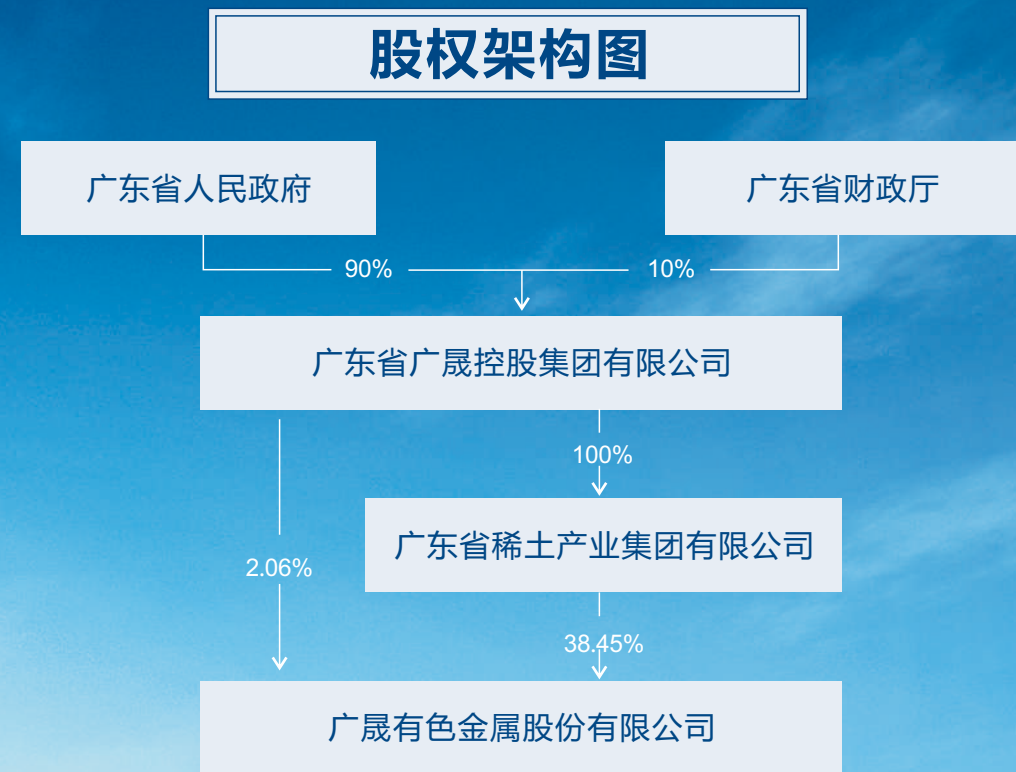 股权架构图
广东省人民政府
广东省财政厅
90%
10%
广东省广晟控股集团有限公司
100%
广东省稀土产业集团有限公司
2.06%
38.45%
广晟有色金属股份有限公司